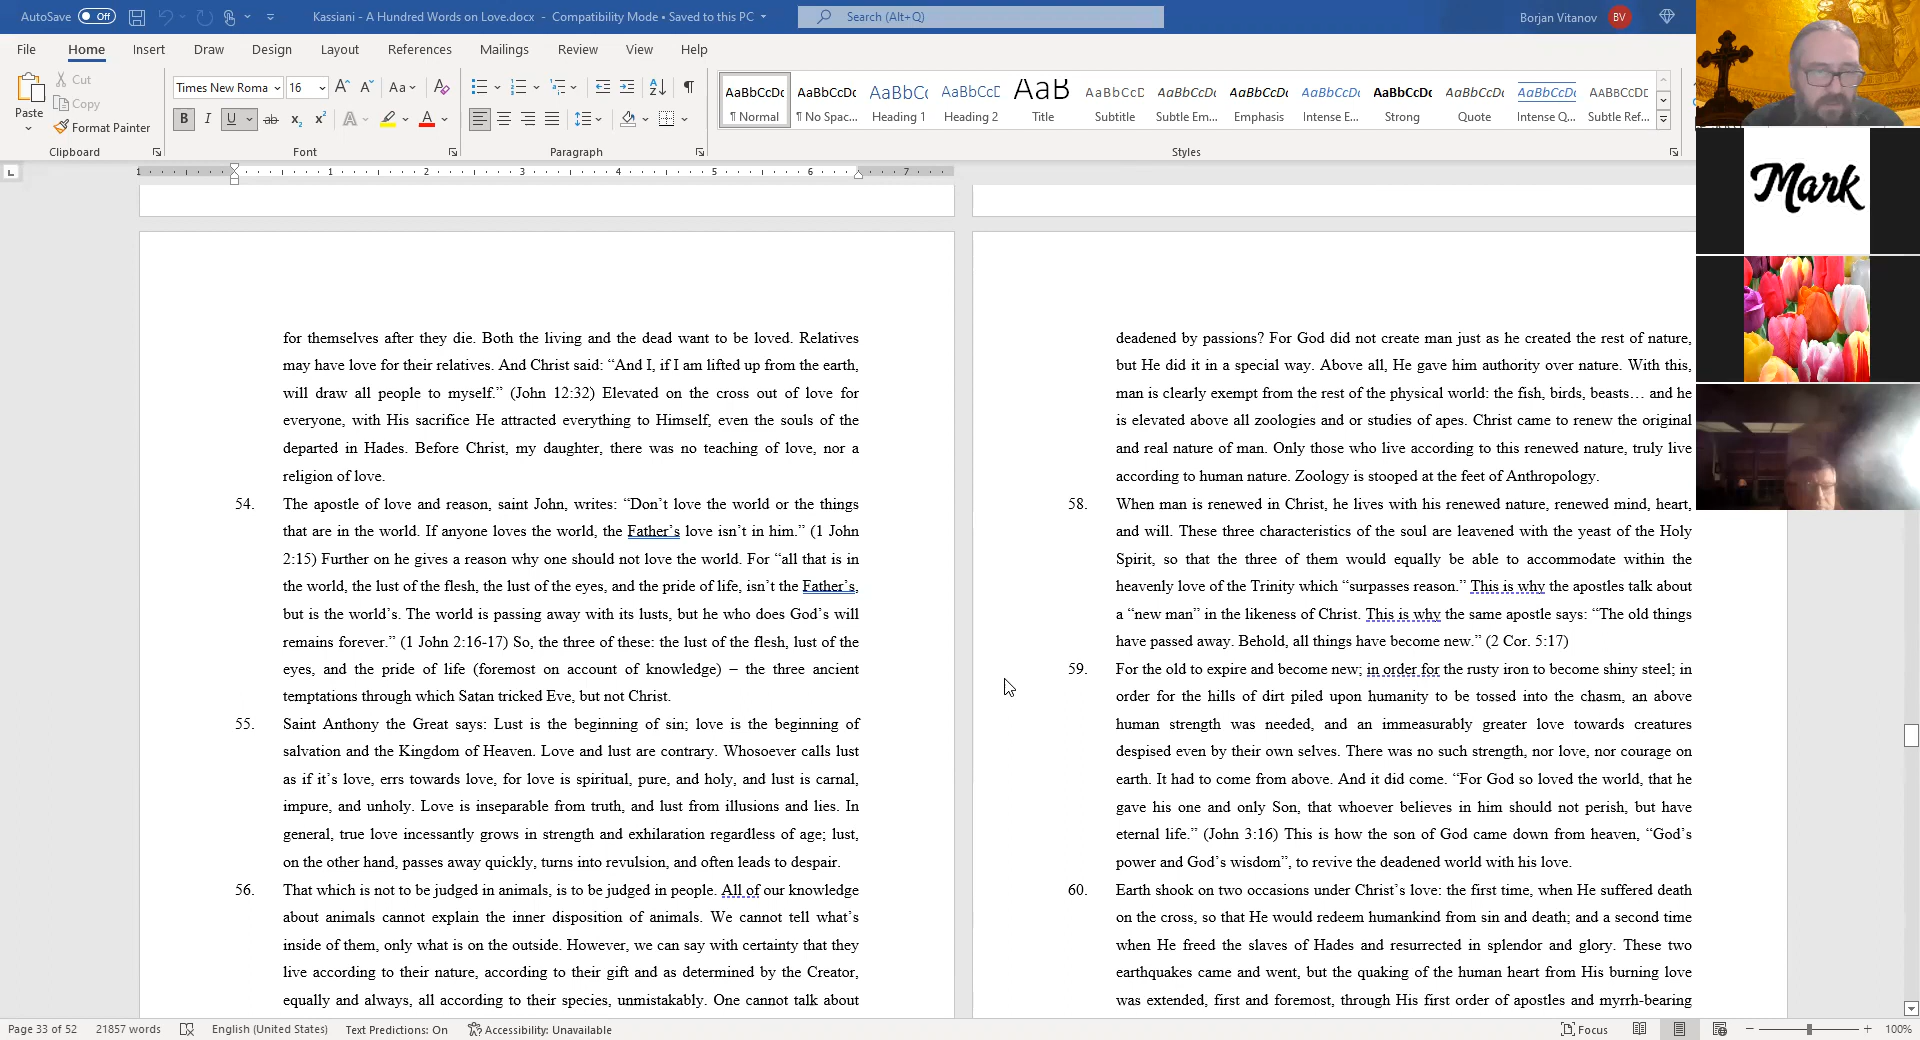 AutoSave Off Kassiani - A Hundred Words on Love.docx - Compatibility Mode • Saved to this PC Search (Alt+Q) Borjan Vitanov BV
File Home Insert Draw Design Layout References Mailings Review View Help
Paste Cut Copy Format Painter
Times New Roma 16 Aa
B I U ab x₂ x² A A
AaBbCcDc AaBbCcDc AaBbC AaBbCcD AaB AaBbCcD AaBbCcDc AaBbCcDc AaBbCcDc AaBbCcDc AaBbCcDc AaBbCcDc AABBCCDC
¶ Normal ¶ No Spac... Heading 1 Heading 2 Title Subtitle Subtle Em... Emphasis Intense E... Strong Quote Intense Q... Subtle Ref...
Clipboard Font Paragraph Styles
1 1 2 3 4 5 6 7
Mark
for themselves after they die. Both the living and the dead want to be loved. Relatives
may have love for their relatives. And Christ said: “And I, if I am lifted up from the earth,
will draw all people to myself.” (John 12:32) Elevated on the cross out of love for
everyone, with His sacrifice He attracted everything to Himself, even the souls of the
departed in Hades. Before Christ, my daughter, there was no teaching of love, nor a
religion of love.
54. The apostle of love and reason, saint John, writes: “Don’t love the world or the things
that are in the world. If anyone loves the world, the Father’s love isn’t in him.” (1 John
2:15) Further on he gives a reason why one should not love the world. For “all that is in
the world, the lust of the flesh, the lust of the eyes, and the pride of life, isn’t the Father’s,
but is the world’s. The world is passing away with its lusts, but he who does God’s will
remains forever.” (1 John 2:16-17) So, the three of these: the lust of the flesh, lust of the
eyes, and the pride of life (foremost on account of knowledge) – the three ancient
temptations through which Satan tricked Eve, but not Christ.
55. Saint Anthony the Great says: Lust is the beginning of sin; love is the beginning of
salvation and the Kingdom of Heaven. Love and lust are contrary. Whosoever calls lust
as if it’s love, errs towards love, for love is spiritual, pure, and holy, and lust is carnal,
impure, and unholy. Love is inseparable from truth, and lust from illusions and lies. In
general, true love incessantly grows in strength and exhilaration regardless of age; lust,
on the other hand, passes away quickly, turns into revulsion, and often leads to despair.
56. That which is not to be judged in animals, is to be judged in people. All of our knowledge
about animals cannot explain the inner disposition of animals. We cannot tell what’s
inside of them, only what is on the outside. However, we can say with certainty that they
live according to their nature, according to their gift and as determined by the Creator,
equally and always, all according to their species, unmistakably. One cannot talk about
deadened by passions? For God did not create man just as he created the rest of nature,
but He did it in a special way. Above all, He gave him authority over nature. With this,
man is clearly exempt from the rest of the physical world: the fish, birds, beasts… and he
is elevated above all zoologies and or studies of apes. Christ came to renew the original
and real nature of man. Only those who live according to this renewed nature, truly live
according to human nature. Zoology is stooped at the feet of Anthropology.
58. When man is renewed in Christ, he lives with his renewed nature, renewed mind, heart,
and will. These three characteristics of the soul are leavened with the yeast of the Holy
Spirit, so that the three of them would equally be able to accommodate within the
heavenly love of the Trinity which “surpasses reason.” This is why the apostles talk about
a “new man” in the likeness of Christ. This is why the same apostle says: “The old things
have passed away. Behold, all things have become new.” (2 Cor. 5:17)
59. For the old to expire and become new; in order for the rusty iron to become shiny steel; in
order for the hills of dirt piled upon humanity to be tossed into the chasm, an above
human strength was needed, and an immeasurably greater love towards creatures
despised even by their own selves. There was no such strength, nor love, nor courage on
earth. It had to come from above. And it did come. “For God so loved the world, that he
gave his one and only Son, that whoever believes in him should not perish, but have
eternal life.” (John 3:16) This is how the son of God came down from heaven, “God’s
power and God’s wisdom”, to revive the deadened world with his love.
60. Earth shook on two occasions under Christ’s love: the first time, when He suffered death
on the cross, so that He would redeem humankind from sin and death; and a second time
when He freed the slaves of Hades and resurrected in splendor and glory. These two
earthquakes came and went, but the quaking of the human heart from His burning love
was extended, first and foremost, through His first order of apostles and myrrh-bearing
Page 33 of 52 21857 words English (United States) Text Predictions: On Accessibility: Unavailable Focus 100%